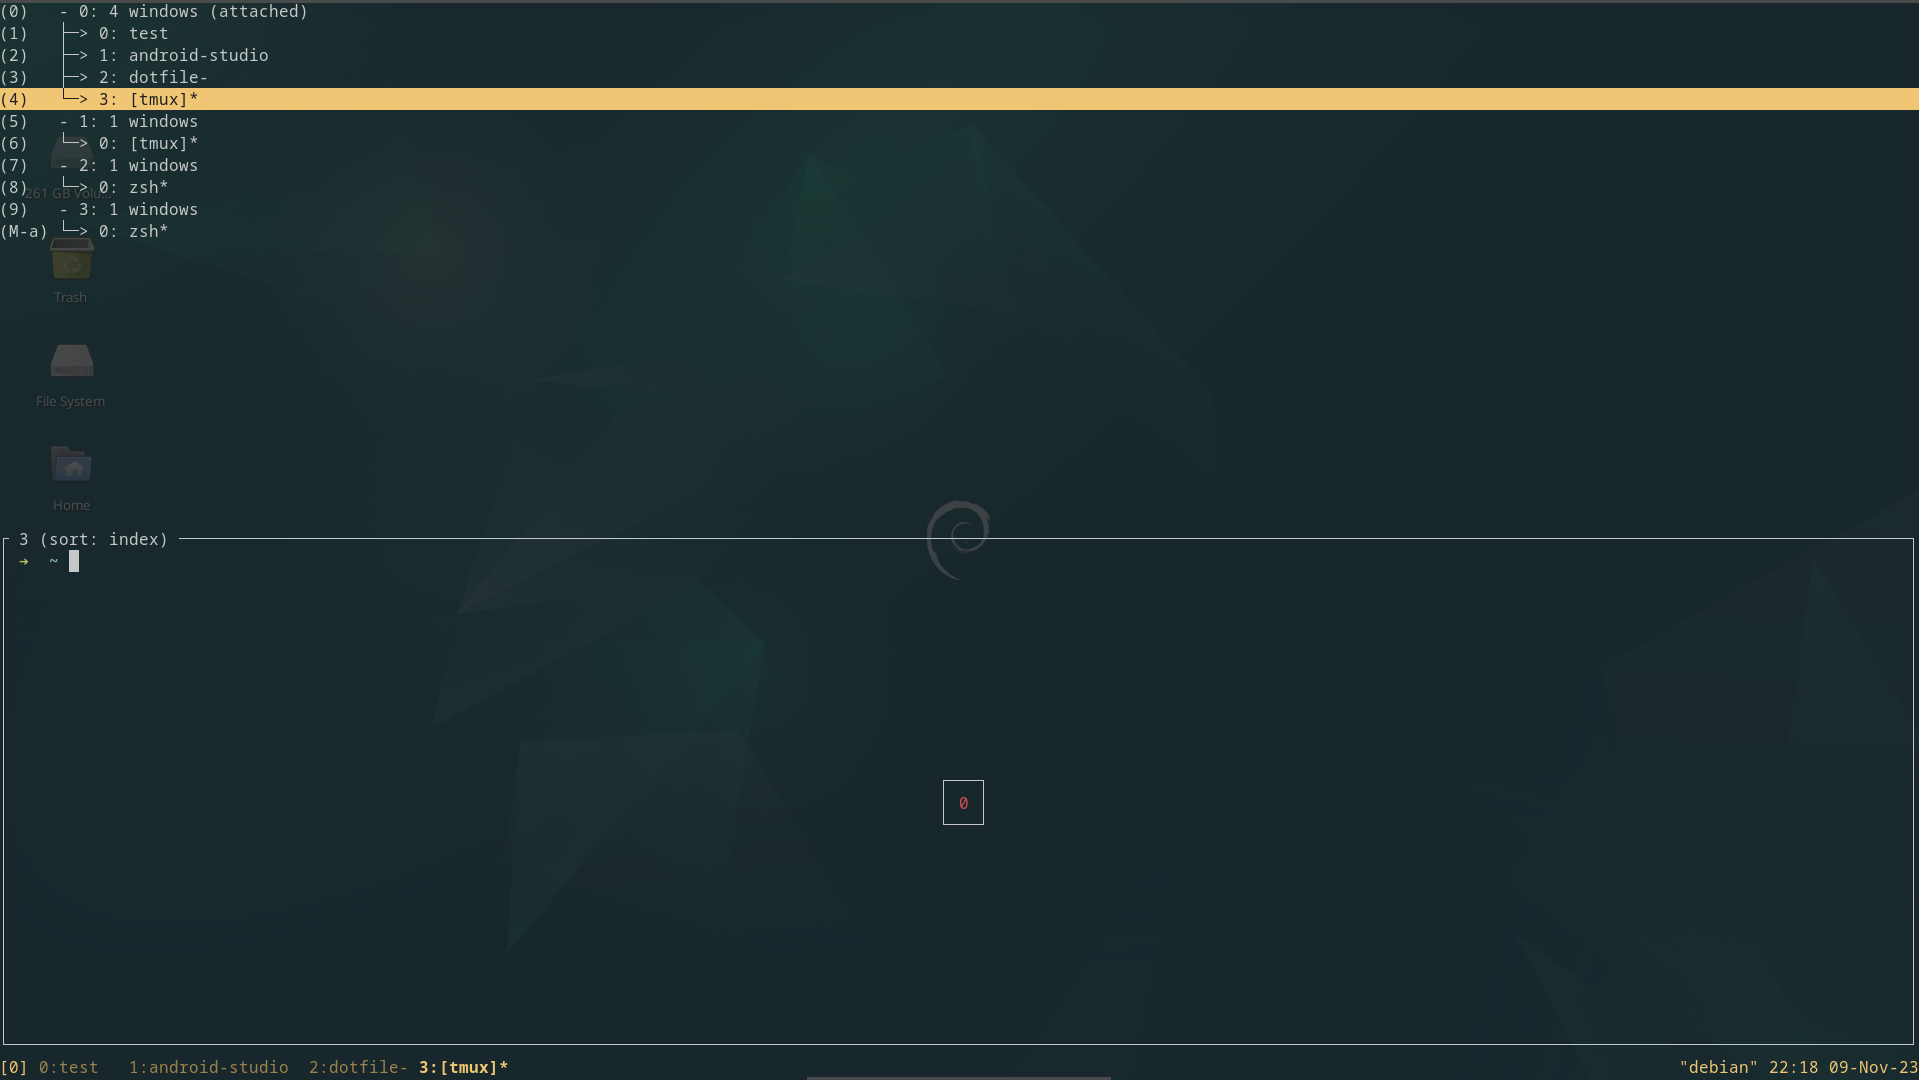 (0)   - 0: 4 windows (attached)
(1)   ├─> 0: test
(2)   ├─> 1: android-studio
(3)   ├─> 2: dotfile-
(4)   └─> 3: [tmux]*
(5)   - 1: 1 windows
(6)   └─> 0: [tmux]*
(7)   - 2: 1 windows
(8)   └─> 0: zsh*
261 GB Volu...
(9)   - 3: 1 windows
(M-a) └─> 0: zsh*
Trash
File System
Home
3 (sort: index)
➜  ~
0
[0] 0:test   1:android-studio  2:dotfile- 3:[tmux]* "debian" 22:18 09-Nov-23